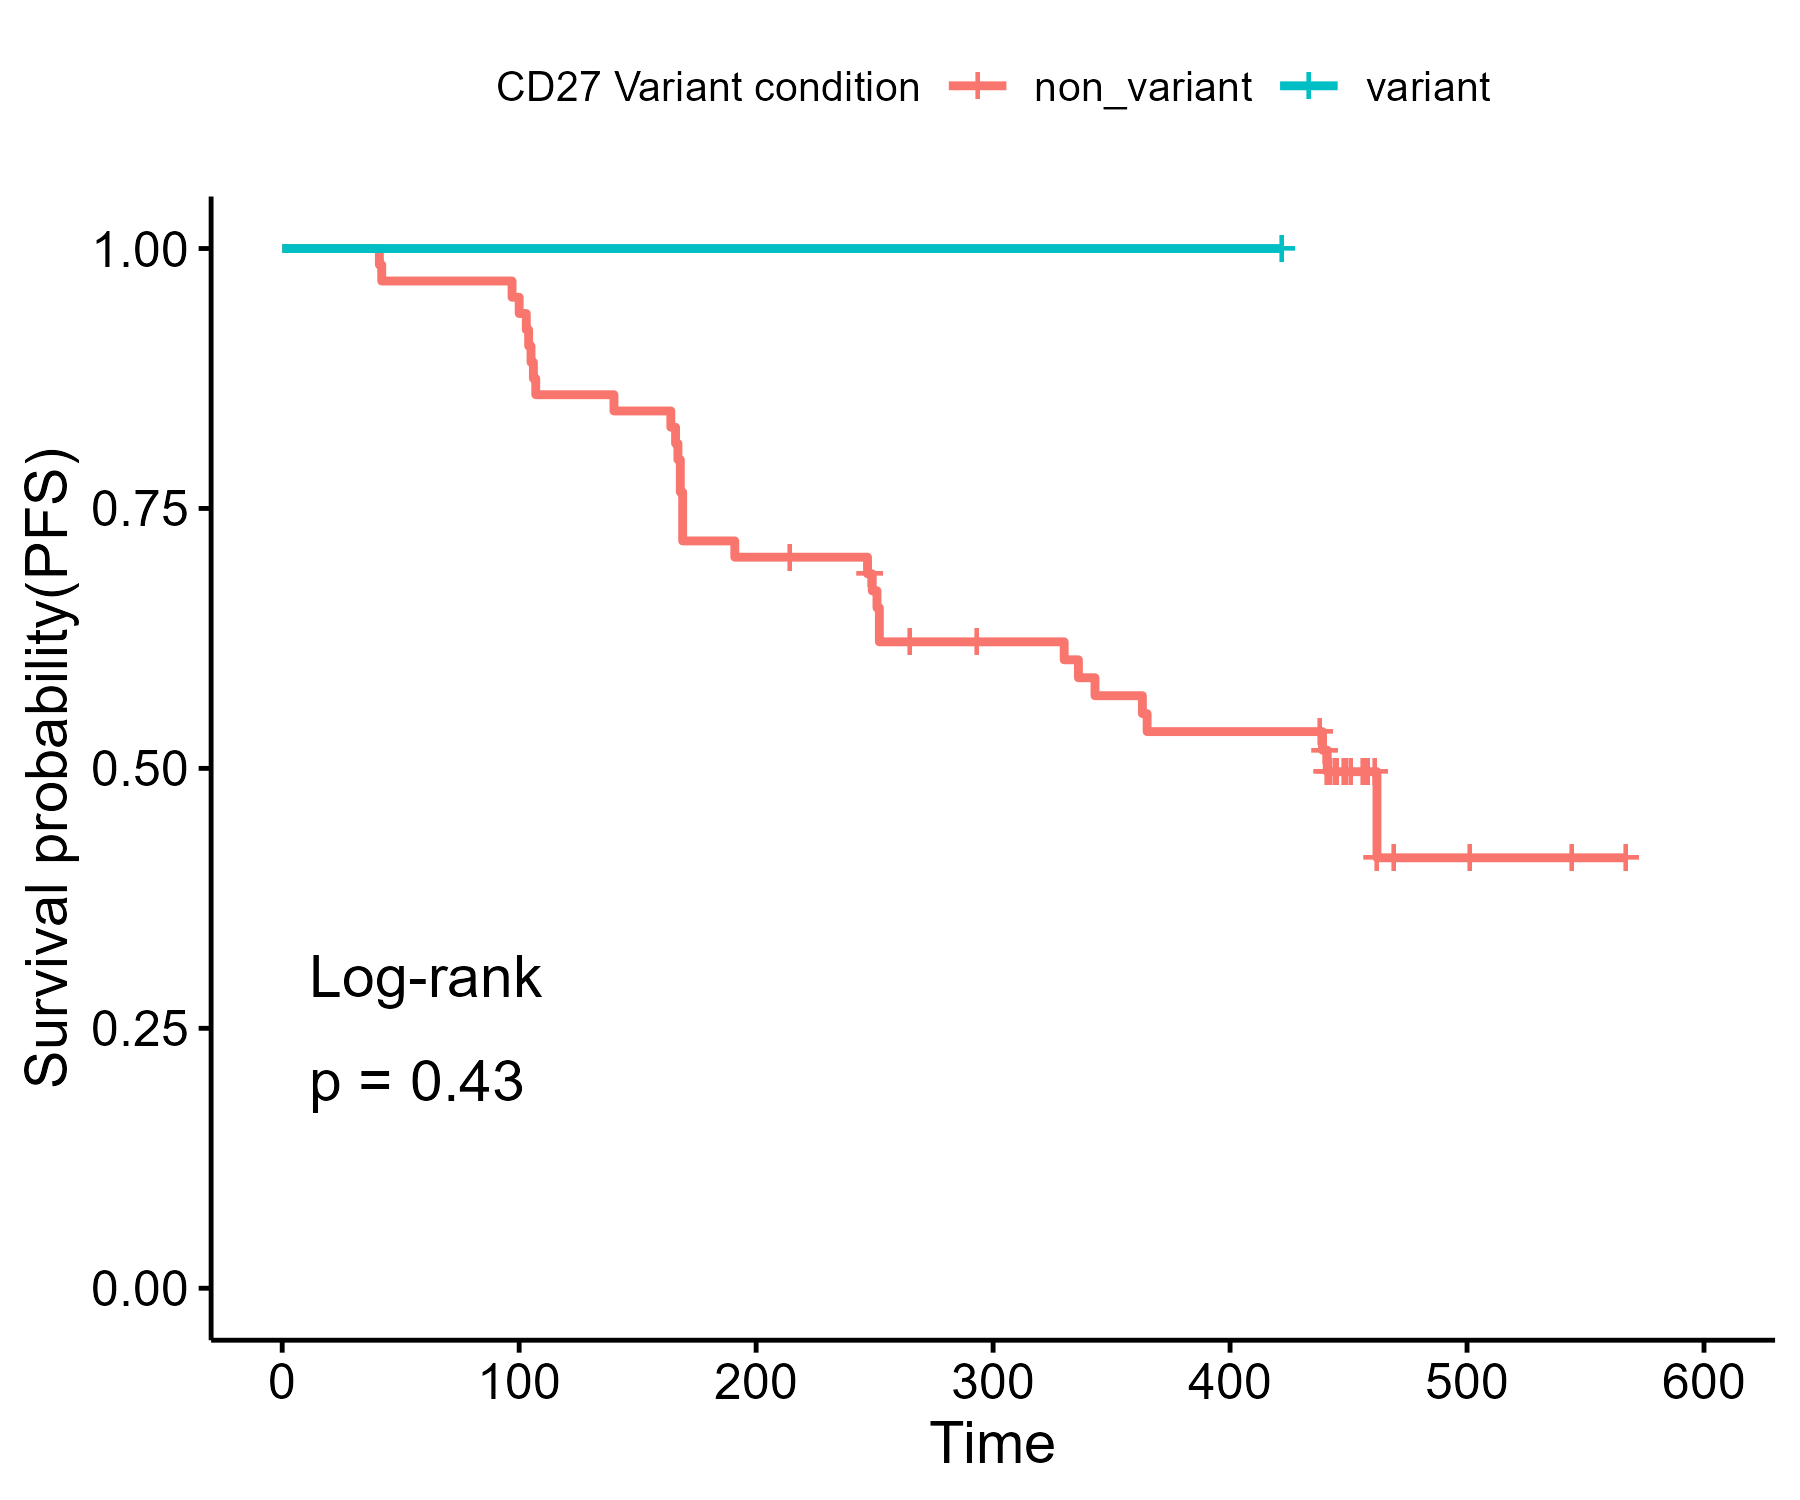 CD27 Variant condition non_variant variant
Survival probability(PFS)
1.00
0.75
0.50
0.25
0.00
Log-rank
p = 0.43
0 100 200 300 400 500 600
Time